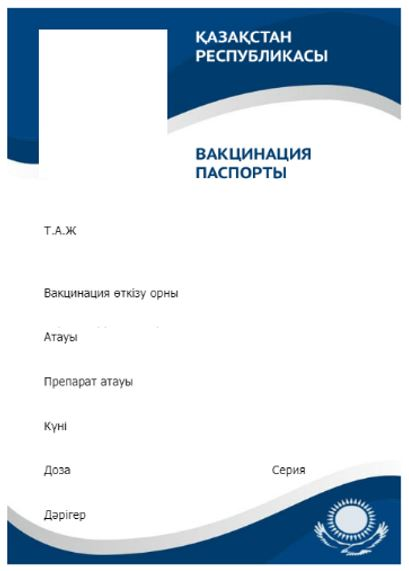 ҚАЗАҚСТАН
РЕСПУБЛИКАСЫ
ВАКЦИНАЦИЯ
ПАСПОРТЫ
Т.А.Ж
Вакцинация өткізу орны
Атауы
Препарат атауы
Күні
Доза Серия
Дәрігер